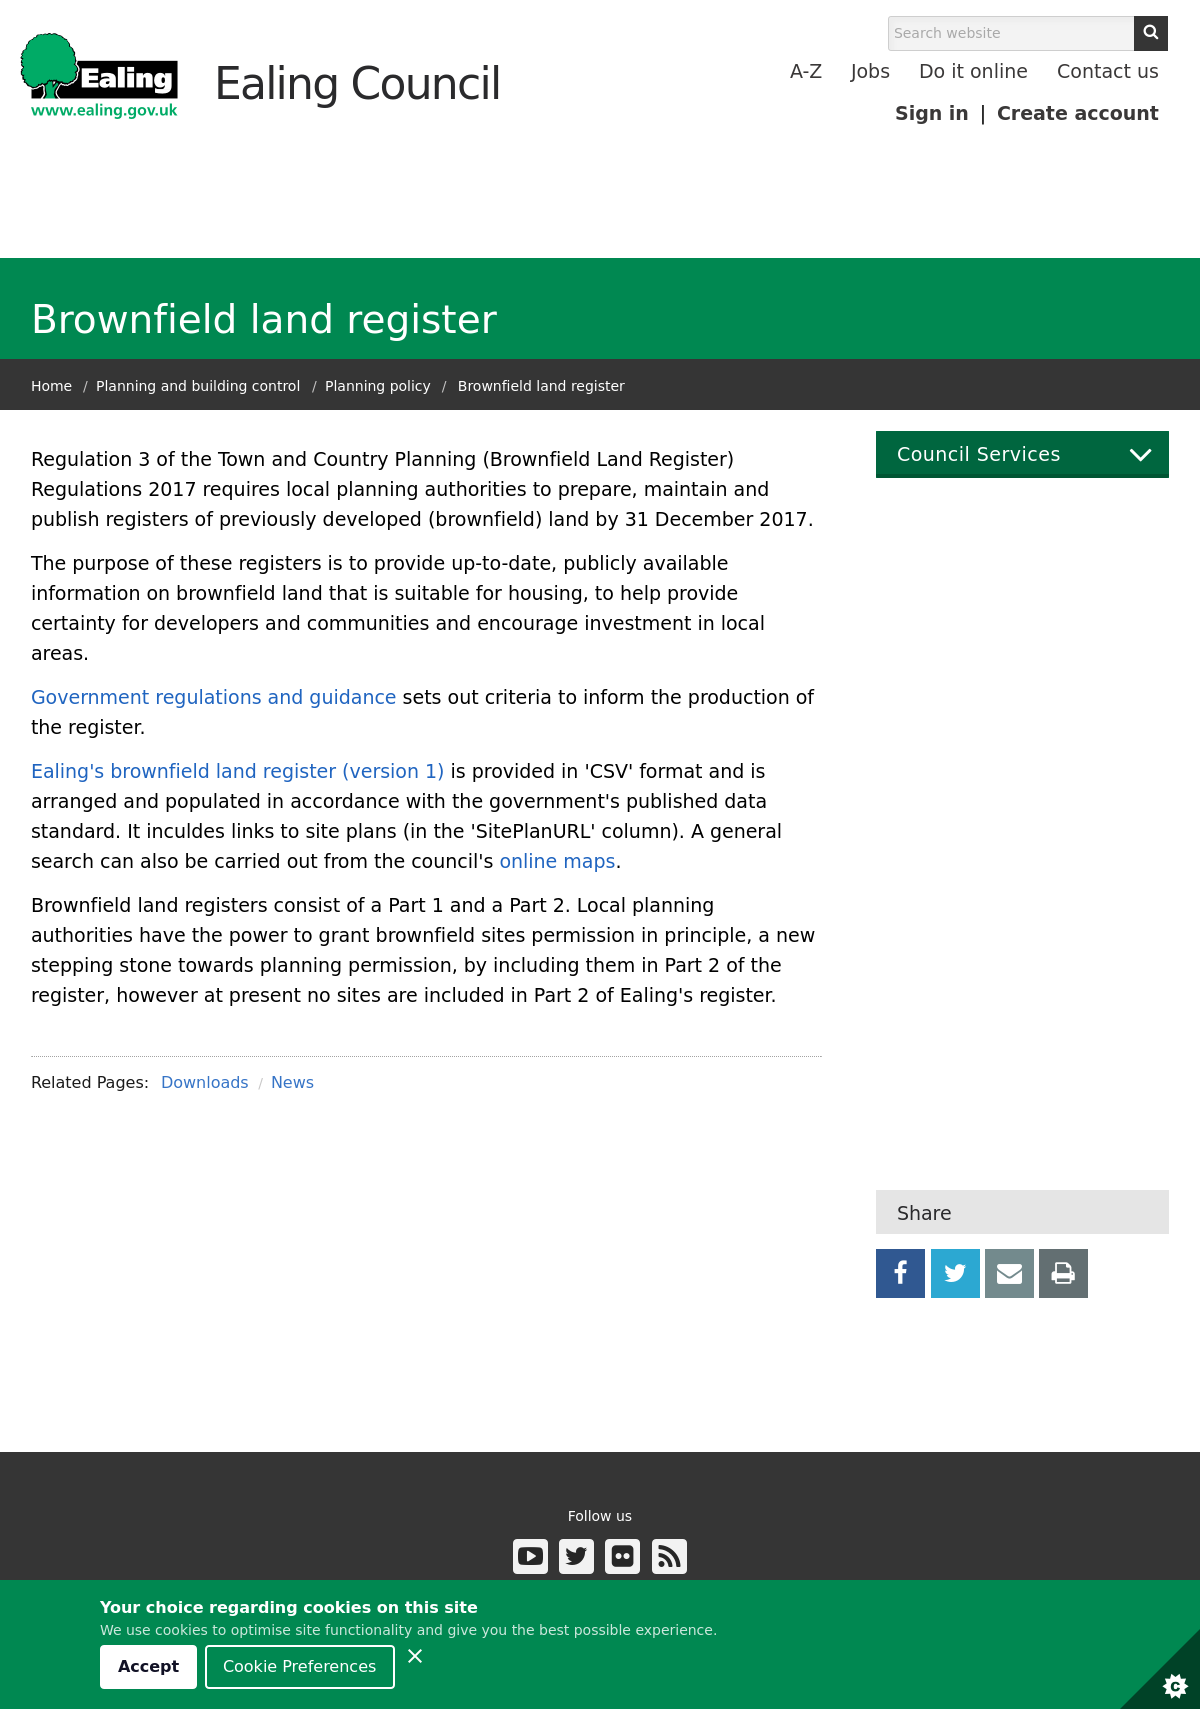 Search website
Ealing
www.ealing.gov.uk
Ealing Council
A-Z Jobs Do it online Contact us
Sign in | Create account
Brownfield land register
Home / Planning and building control / Planning policy / Brownfield land register
Regulation 3 of the Town and Country Planning (Brownfield Land Register)
Regulations 2017 requires local planning authorities to prepare, maintain and
publish registers of previously developed (brownfield) land by 31 December 2017.
The purpose of these registers is to provide up-to-date, publicly available
information on brownfield land that is suitable for housing, to help provide
certainty for developers and communities and encourage investment in local
areas.
Government regulations and guidance sets out criteria to inform the production of
the register.
Ealing's brownfield land register (version 1) is provided in 'CSV' format and is
arranged and populated in accordance with the government's published data
standard. It inculdes links to site plans (in the 'SitePlanURL' column). A general
search can also be carried out from the council's online maps.
Brownfield land registers consist of a Part 1 and a Part 2. Local planning
authorities have the power to grant brownfield sites permission in principle, a new
stepping stone towards planning permission, by including them in Part 2 of the
register, however at present no sites are included in Part 2 of Ealing's register.
Related Pages: Downloads / News
Council Services
Share
Follow us
Your choice regarding cookies on this site
We use cookies to optimise site functionality and give you the best possible experience.
Accept Cookie Preferences
C